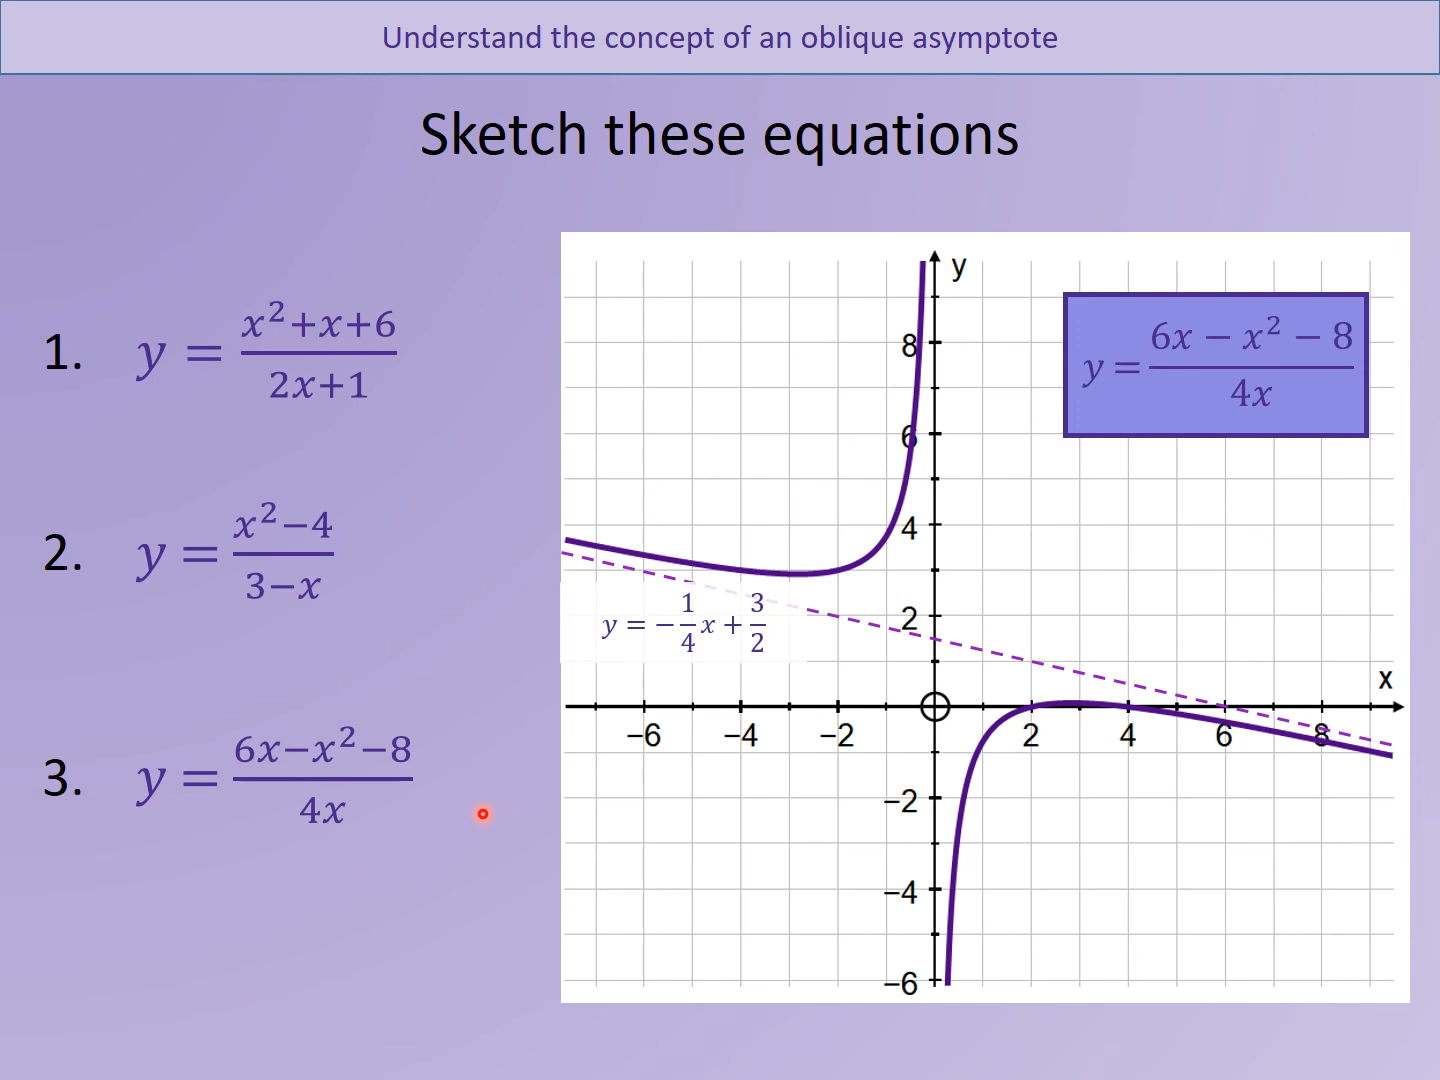 Understand the concept of an oblique asymptote
Sketch these equations
1. y = (x²+x+6)/(2x+1)
2. y = (x²−4)/(3−x)
3. y = (6x−x²−8)/(4x)
y
y = (6x − x² − 8)/(4x)
8
6
4
y = −1/4 x + 3/2
2
x
−6 −4 −2 2 4 6 8
−2
−4
−6